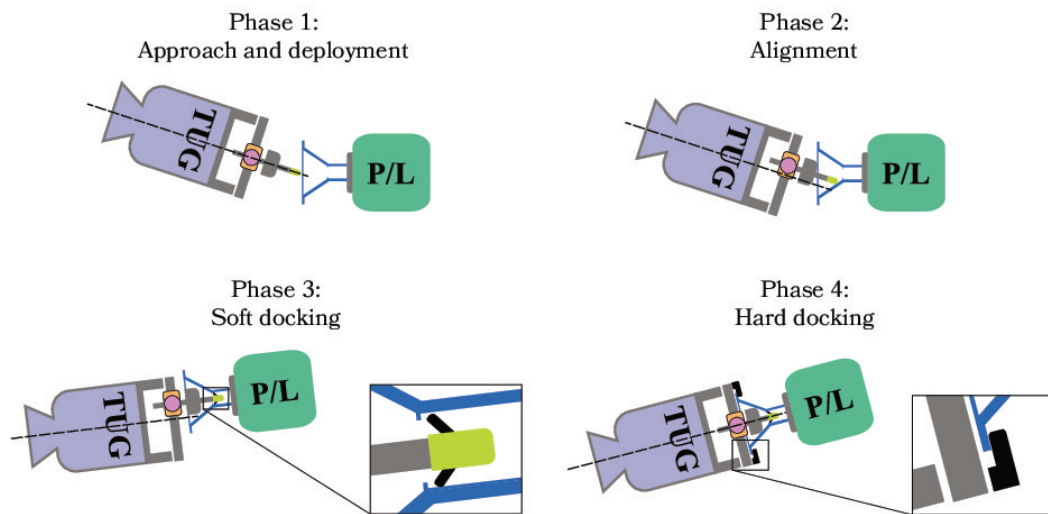 Phase 1:
Approach and deployment
TUG
P/L
Phase 2:
Alignment
TUG
P/L
Phase 3:
Soft docking
TUG
P/L
Phase 4:
Hard docking
TUG
P/L